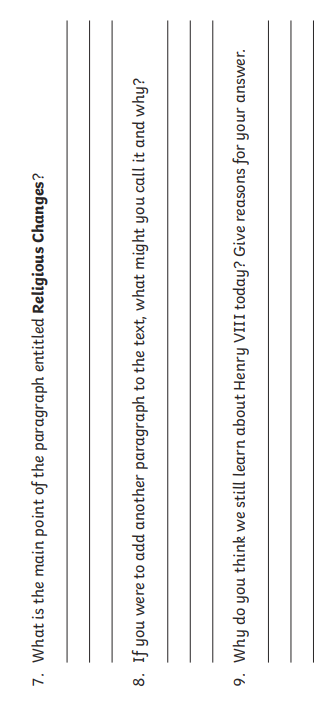 7. What is the main point of the paragraph entitled Religious Changes?
8. If you were to add another paragraph to the text, what might you call it and why?
9. Why do you think we still learn about Henry VIII today? Give reasons for your answer.